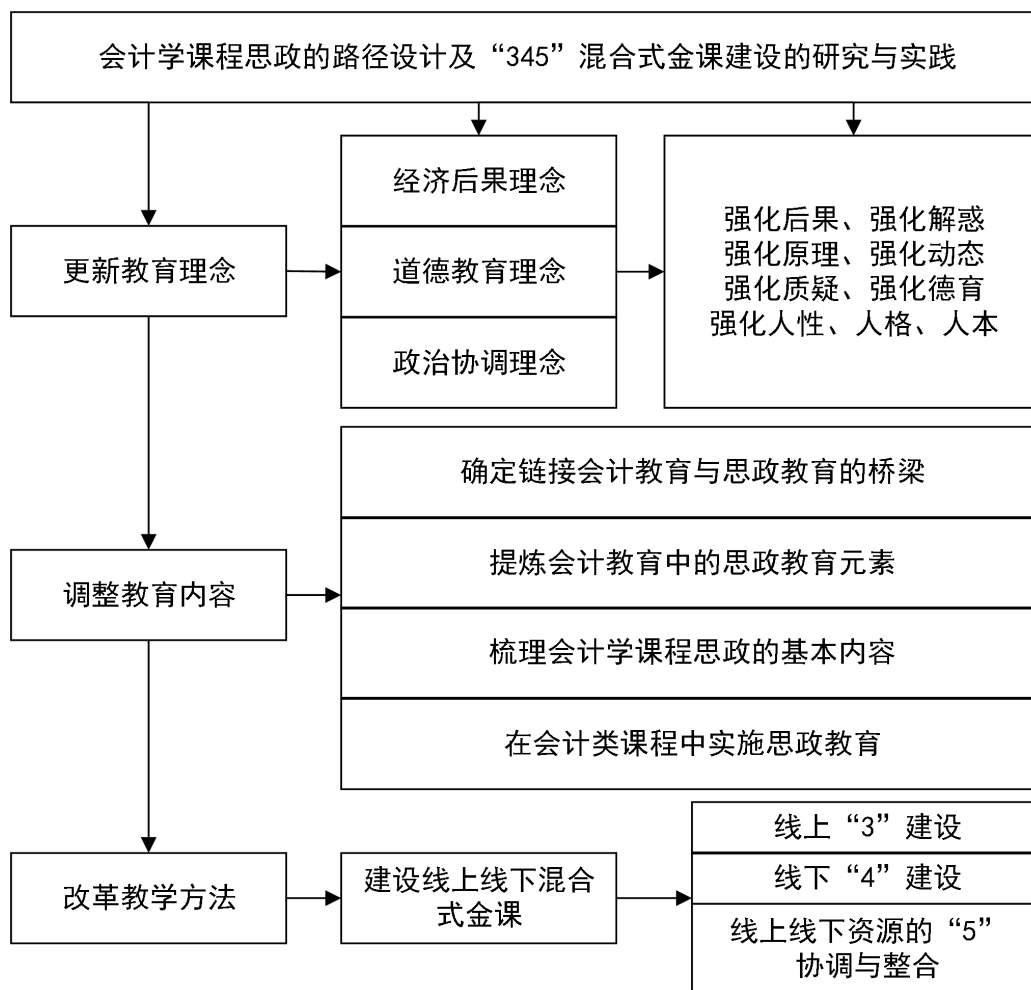 会计学课程思政的路径设计及“345”混合式金课建设的研究与实践
更新教育理念
经济后果理念
道德教育理念
政治协调理念
强化后果、强化解惑
强化原理、强化动态
强化质疑、强化德育
强化人性、人格、人本
调整教育内容
确定链接会计教育与思政教育的桥梁
提炼会计教育中的思政教育元素
梳理会计学课程思政的基本内容
在会计类课程中实施思政教育
改革教学方法
建设线上线下混合
式金课
线上“3”建设
线下“4”建设
线上线下资源的“5”
协调与整合